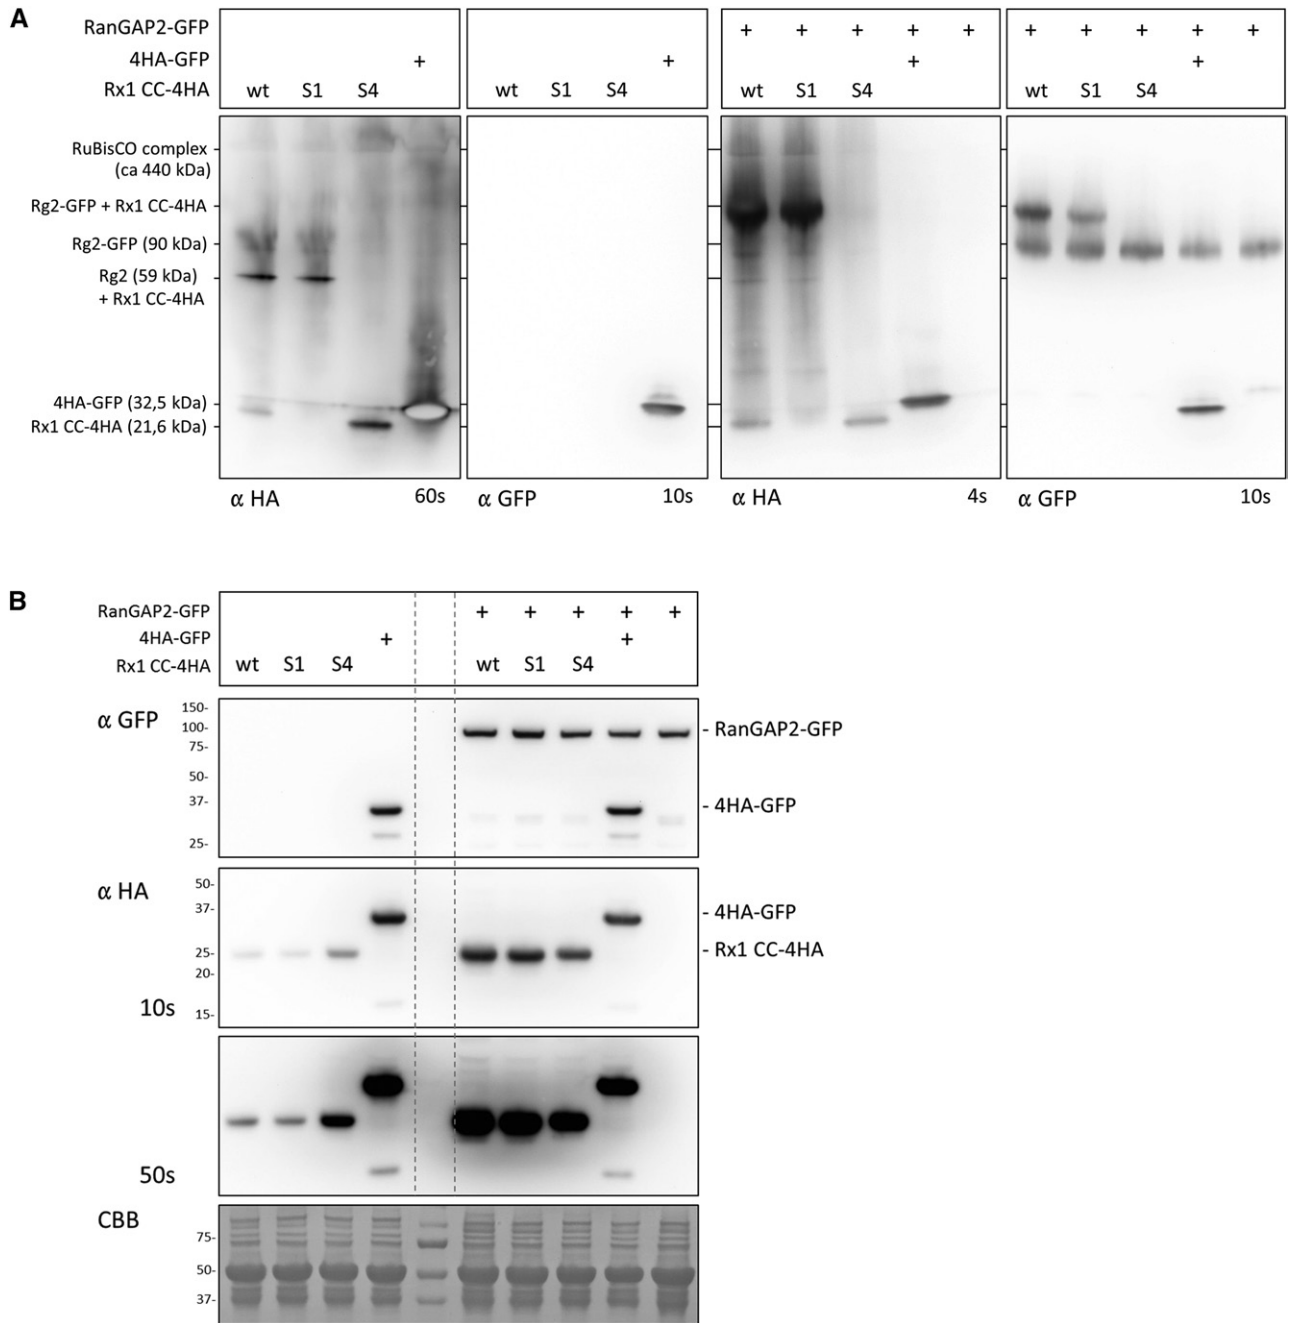 A
RanGAP2-GFP + + + + + + + + + +
4HA-GFP + + + +
Rx1 CC-4HA wt S1 S4 wt S1 S4 wt S1 S4 wt S1 S4
RuBisCO complex
(ca 440 kDa)
Rg2-GFP + Rx1 CC-4HA
Rg2-GFP (90 kDa)
Rg2 (59 kDa)
+ Rx1 CC-4HA
4HA-GFP (32,5 kDa)
Rx1 CC-4HA (21,6 kDa)
α HA 60s α GFP 10s α HA 4s α GFP 10s
B
RanGAP2-GFP + + + + +
4HA-GFP + +
Rx1 CC-4HA wt S1 S4 wt S1 S4
α GFP
150-
100-
75-
50-
37-
25-
- RanGAP2-GFP
- 4HA-GFP
α HA
50-
37-
25-
20-
15-
- 4HA-GFP
- Rx1 CC-4HA
10s
50s
CBB
75-
50-
37-